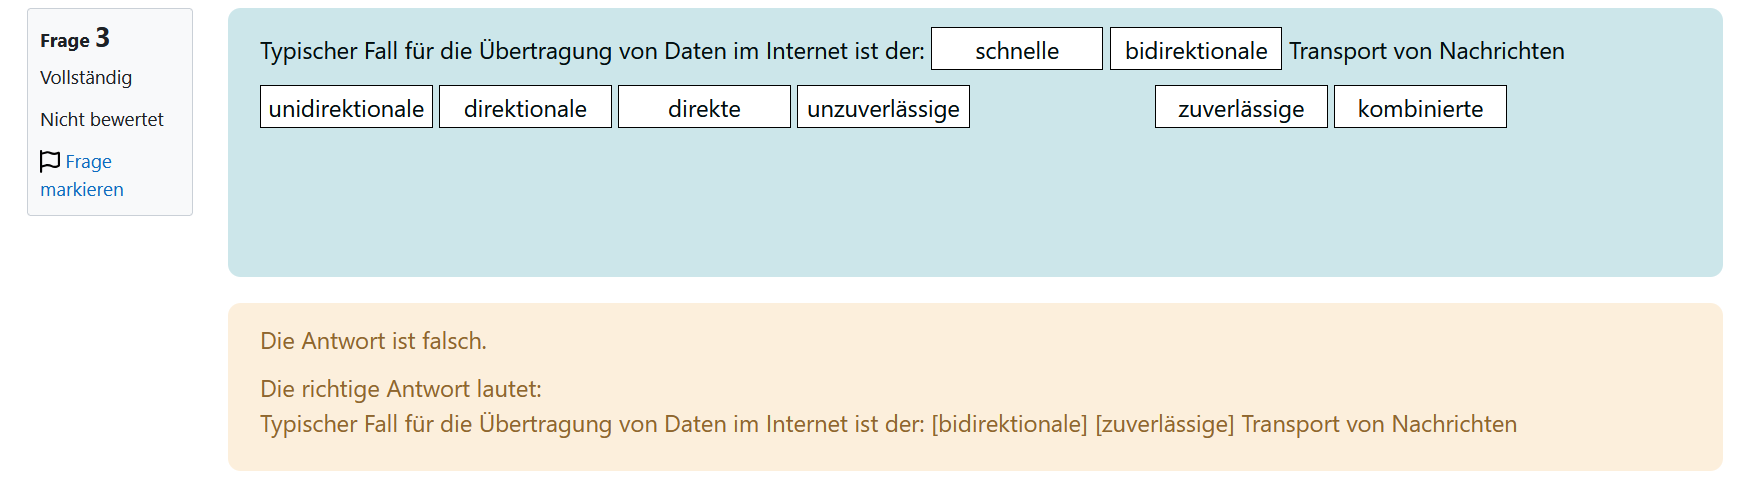 Frage 3
Vollständig
Nicht bewertet
Frage
markieren
Typischer Fall für die Übertragung von Daten im Internet ist der: schnelle bidirektionale Transport von Nachrichten
unidirektionale direktionale direkte unzuverlässige zuverlässige kombinierte
Die Antwort ist falsch.
Die richtige Antwort lautet:
Typischer Fall für die Übertragung von Daten im Internet ist der: [bidirektionale] [zuverlässige] Transport von Nachrichten